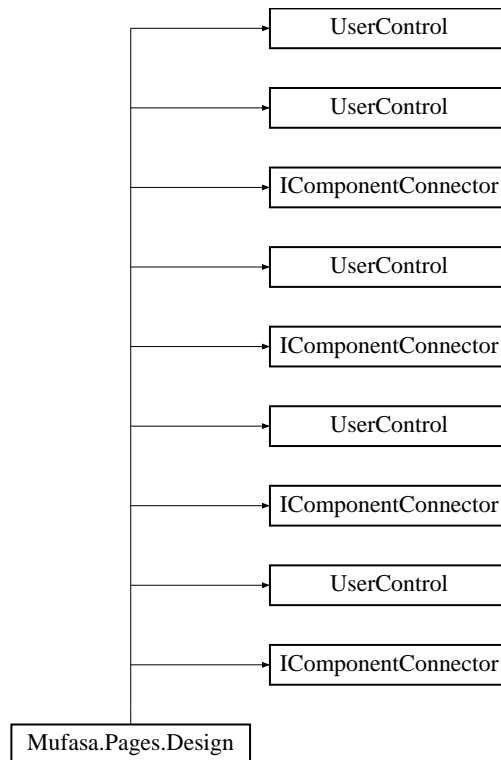 UserControl
UserControl
IComponentConnector
UserControl
IComponentConnector
UserControl
IComponentConnector
UserControl
IComponentConnector
Mufasa.Pages.Design